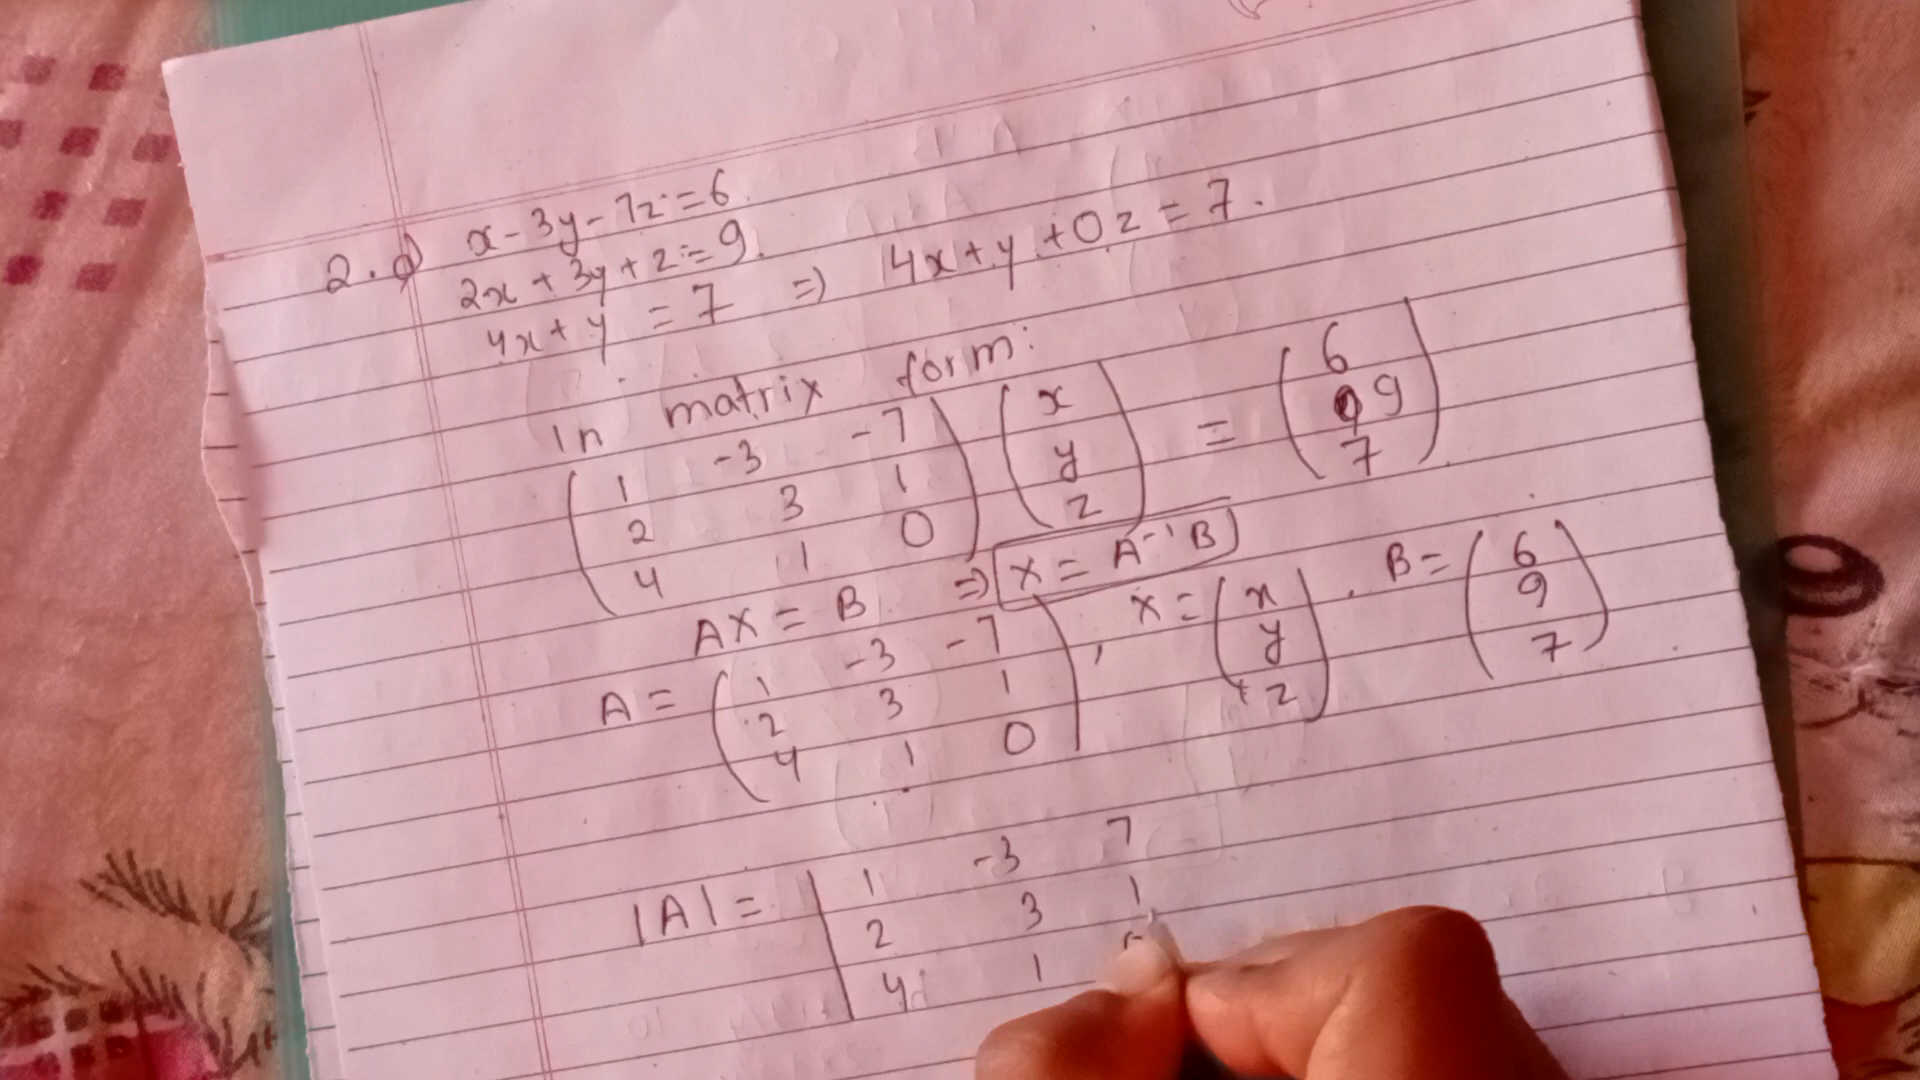 2. a) x - 3y - 7z = 6.
2x + 3y + z = 9.
4x + y = 7 ⇒ 4x + y + 0z = 7.
In matrix form:
( 1 -3 -7 ) ( x ) = ( 6 )
( 2 3 1 ) ( y ) ( 9 )
( 4 1 0 ) ( z ) ( 7 )
AX = B ⇒ X = A⁻¹B
A = ( 1 -3 -7 ) , X = ( x ) . B = ( 6 )
( 2 3 1 ) ( y ) ( 9 )
( 4 1 0 ) ( z ) ( 7 )
|A| = | 1 -3 7
| 2 3 1
| 4 1